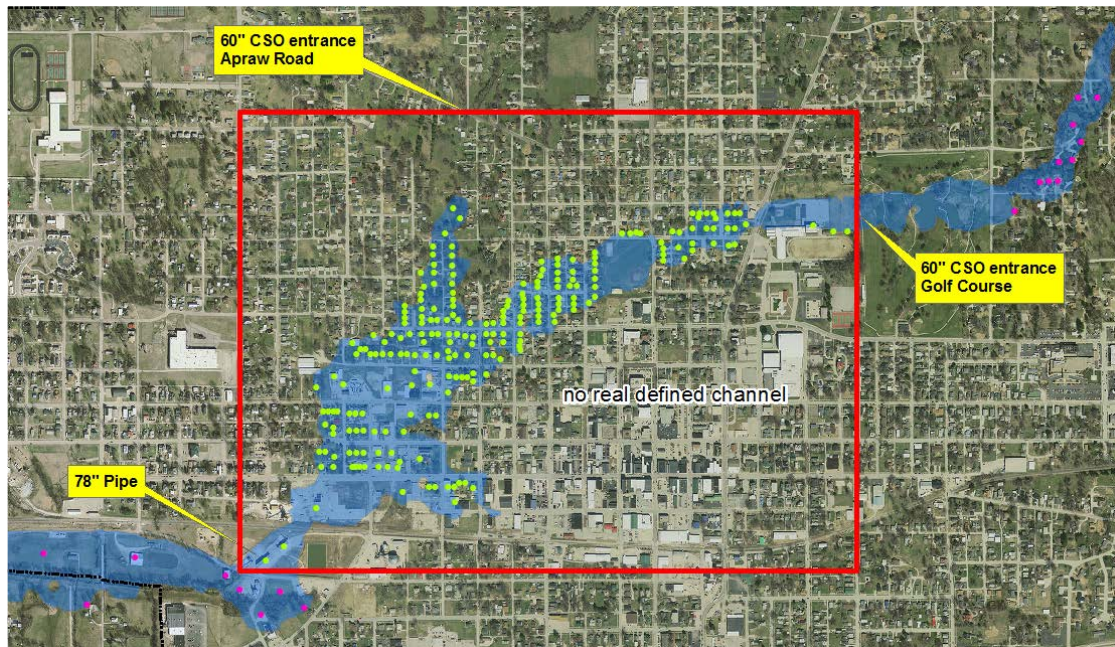 60" CSO entrance
Apraw Road
60" CSO entrance
Golf Course
no real defined channel
78" Pipe